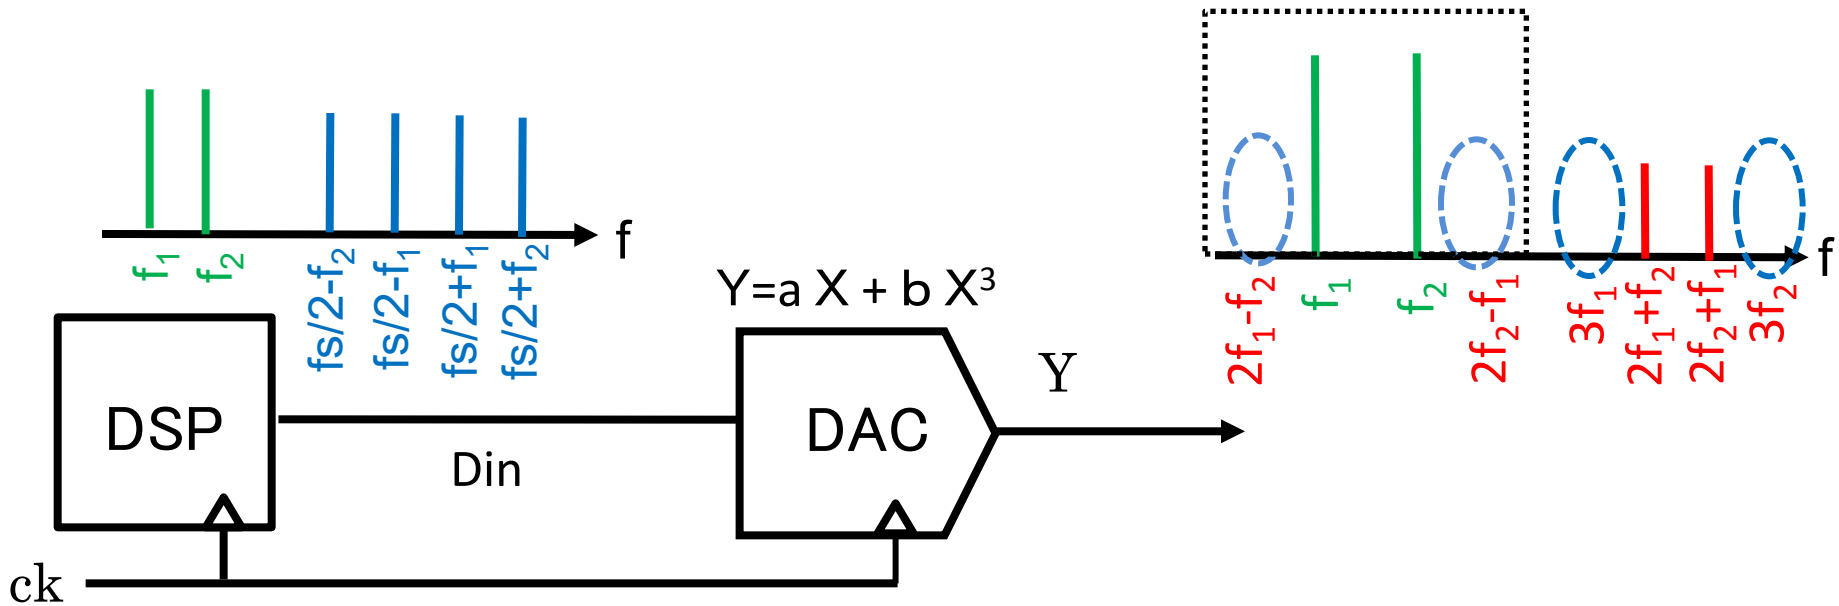 f₁
f₂
fs/2-f₂
fs/2-f₁
fs/2+f₁
fs/2+f₂
f
2f₁-f₂
f₁
f₂
2f₂-f₁
3f₁
2f₁+f₂
2f₂+f₁
3f₂
f
Y=a X + b X³
DSP
Din
DAC
Y
ck